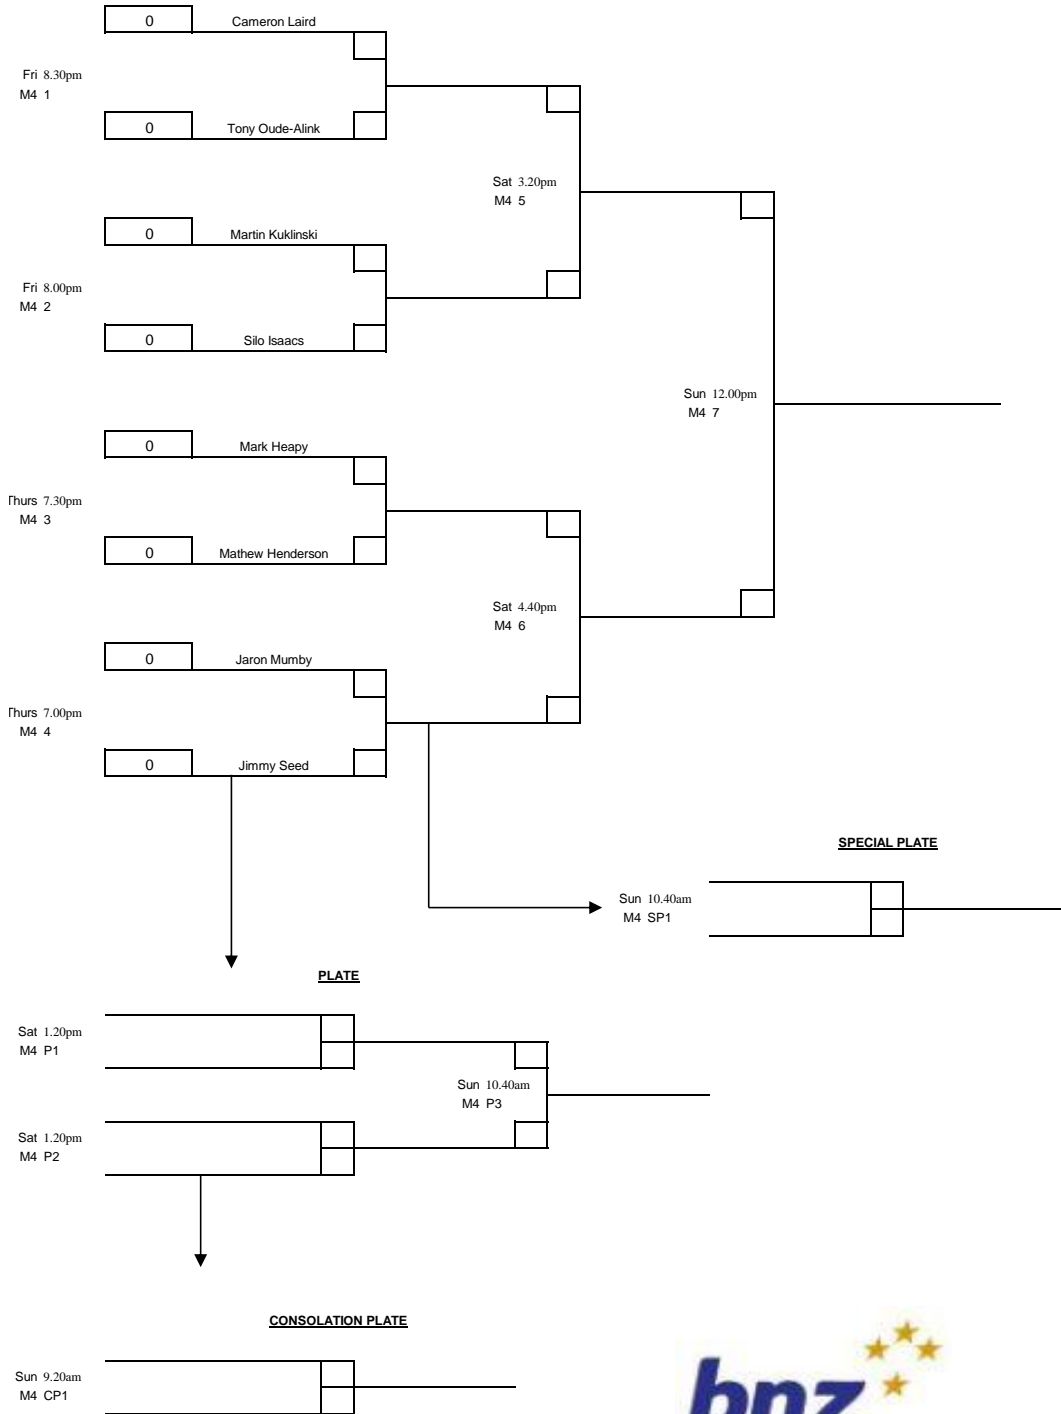 0 Cameron Laird
Fri 8.30pm
M4 1
0 Tony Oude-Alink
Sat 3.20pm
M4 5
0 Martin Kuklinski
Fri 8.00pm
M4 2
0 Silo Isaacs
Sun 12.00pm
M4 7
0 Mark Heapy
Thurs 7.30pm
M4 3
0 Mathew Henderson
Sat 4.40pm
M4 6
0 Jaron Mumby
Thurs 7.00pm
M4 4
0 Jimmy Seed
SPECIAL PLATE
Sun 10.40am
M4 SP1
PLATE
Sat 1.20pm
M4 P1
Sun 10.40am
M4 P3
Sat 1.20pm
M4 P2
CONSOLATION PLATE
Sun 9.20am
M4 CP1
bnz